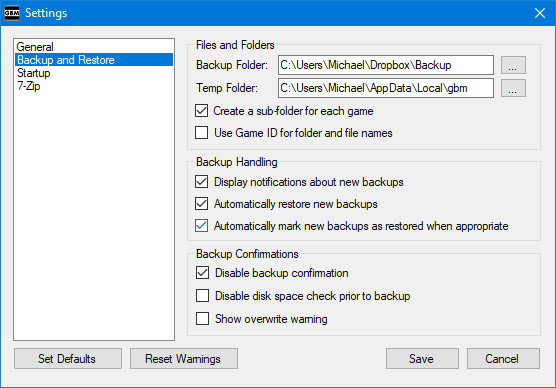 GBM Settings
General
Backup and Restore
Startup
7-Zip
Files and Folders
Backup Folder: C:\Users\Michael\Dropbox\Backup ...
Temp Folder: C:\Users\Michael\AppData\Local\gbm ...
Create a sub-folder for each game
Use Game ID for folder and file names
Backup Handling
Display notifications about new backups
Automatically restore new backups
Automatically mark new backups as restored when appropriate
Backup Confirmations
Disable backup confirmation
Disable disk space check prior to backup
Show overwrite warning
Set Defaults Reset Warnings Save Cancel